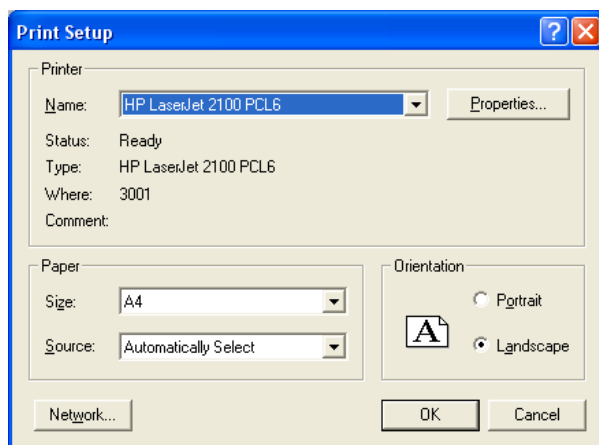 Print Setup
Printer
Name: HP LaserJet 2100 PCL6 Properties...
Status: Ready
Type: HP LaserJet 2100 PCL6
Where: 3001
Comment:
Paper
Size: A4
Source: Automatically Select
Orientation
A
Portrait
Landscape
Network... OK Cancel